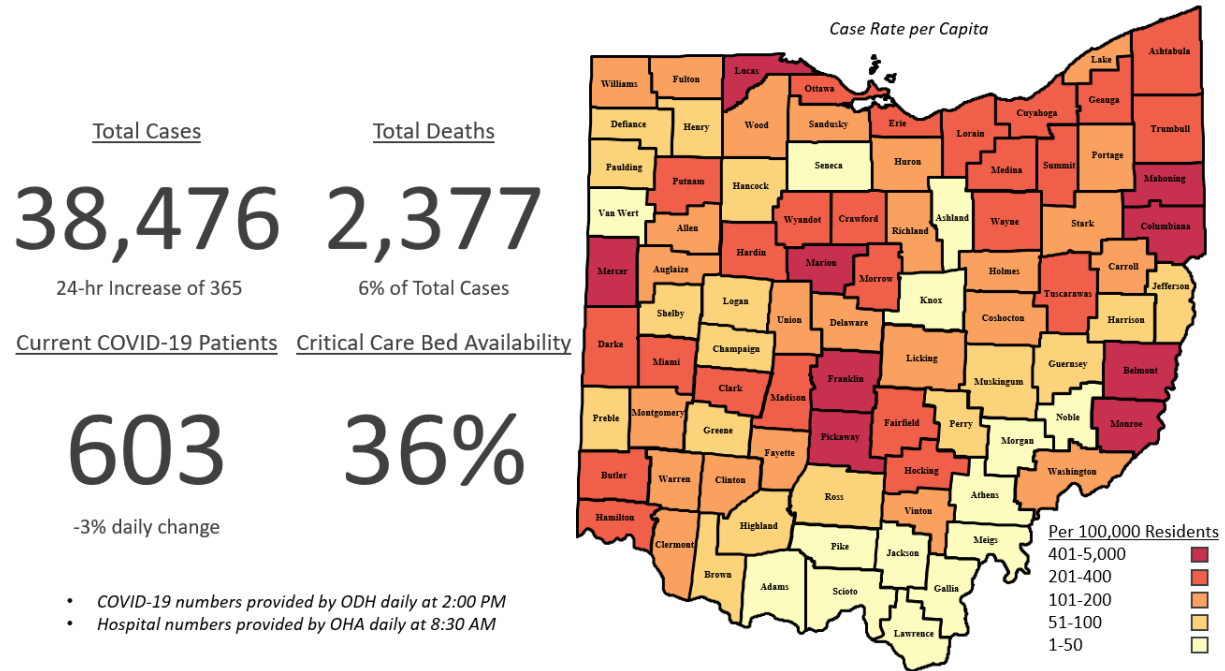 Total Cases
38,476
24-hr Increase of 365
Total Deaths
2,377
6% of Total Cases
Current COVID-19 Patients
603
-3% daily change
Critical Care Bed Availability
36%
• COVID-19 numbers provided by ODH daily at 2:00 PM
• Hospital numbers provided by OHA daily at 8:30 AM
Case Rate per Capita
Williams
Fulton
Lucas
Ottawa
Lake
Ashtabula
Geauga
Cuyahoga
Defiance
Henry
Wood
Sandusky
Erie
Lorain
Trumbull
Paulding
Seneca
Huron
Medina
Summit
Portage
Putnam
Hancock
Mahoning
Van Wert
Wyandot
Crawford
Richland
Ashland
Wayne
Stark
Columbiana
Allen
Hardin
Marion
Morrow
Holmes
Carroll
Mercer
Auglaize
Jefferson
Tuscarawas
Shelby
Logan
Union
Delaware
Knox
Coshocton
Harrison
Darke
Miami
Champaign
Licking
Guernsey
Belmont
Clark
Madison
Franklin
Muskingum
Noble
Monroe
Preble
Montgomery
Greene
Fayette
Pickaway
Fairfield
Perry
Morgan
Butler
Warren
Clinton
Hocking
Washington
Hamilton
Clermont
Highland
Ross
Vinton
Athens
Meigs
Brown
Adams
Pike
Jackson
Scioto
Gallia
Lawrence
Per 100,000 Residents
401-5,000
201-400
101-200
51-100
1-50